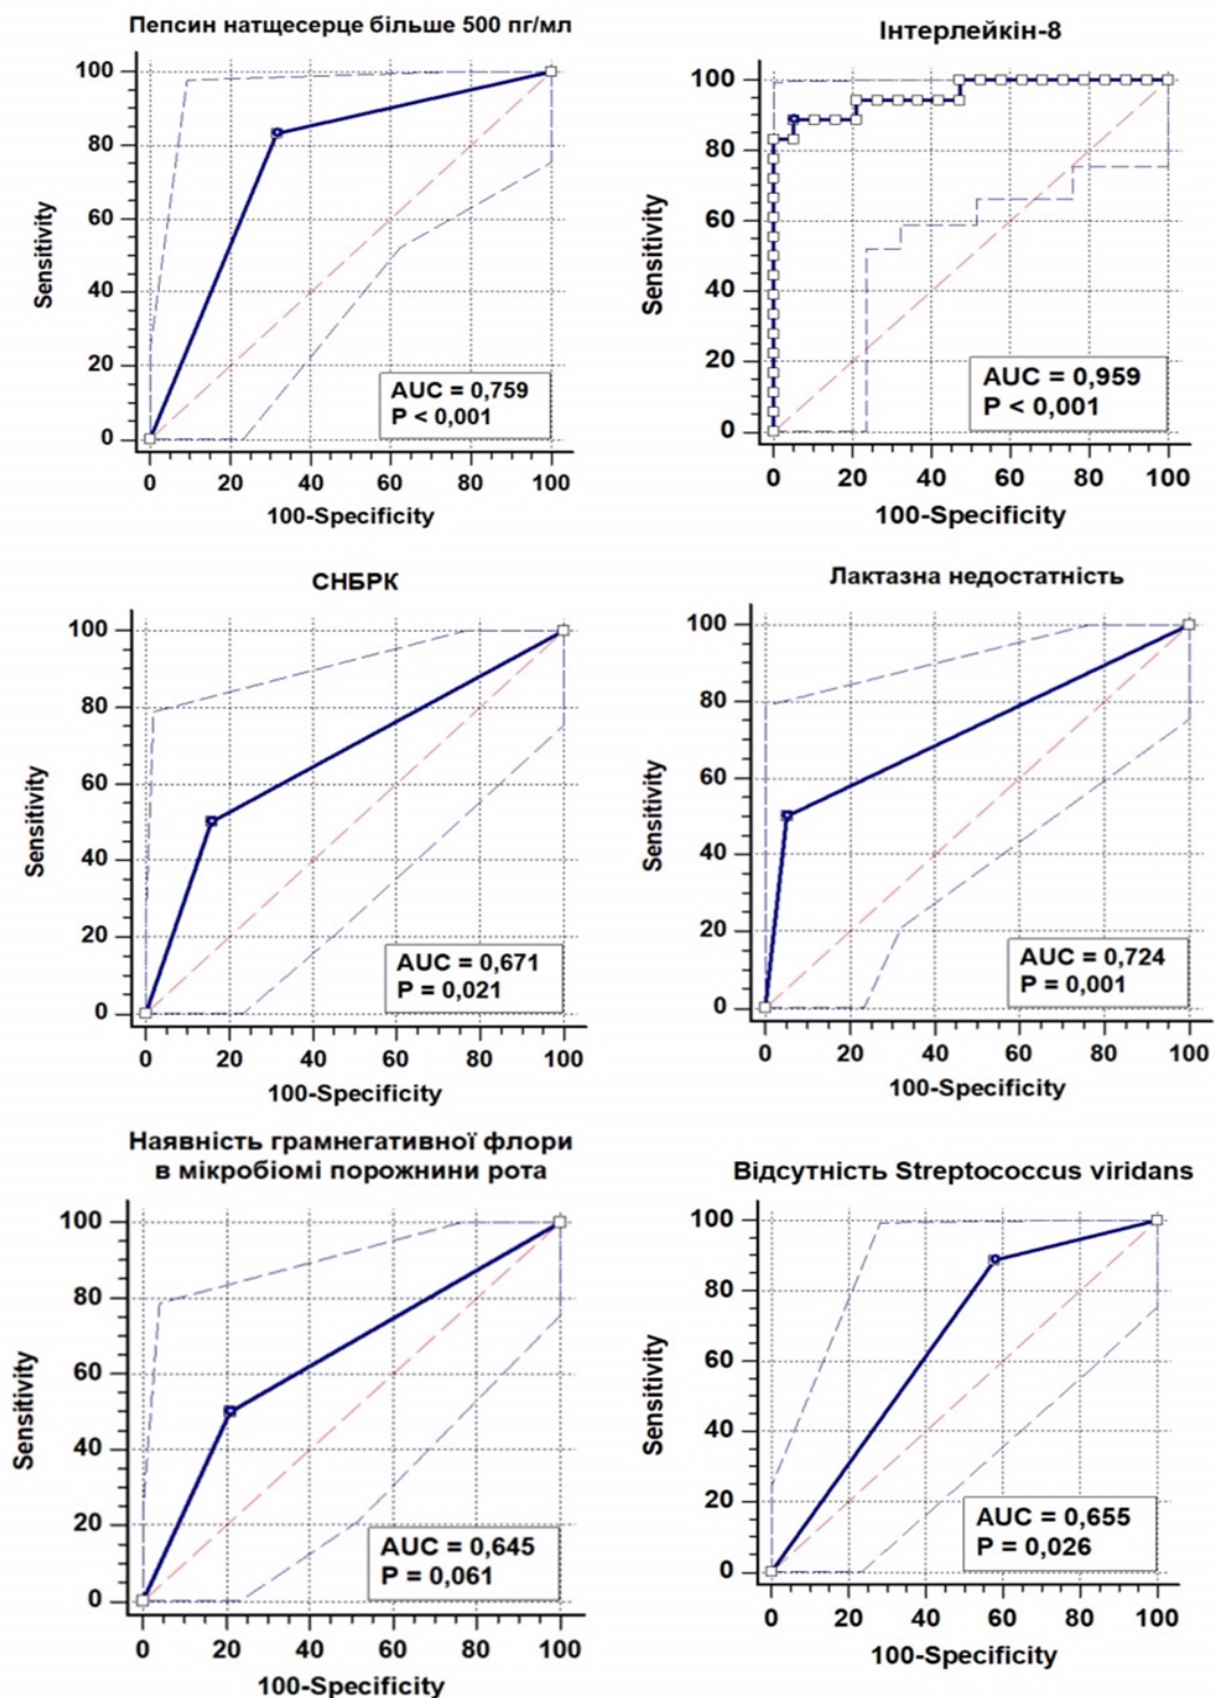 Пепсин натщесерце більше 500 пг/мл
100
80
60
40
20
0
Sensitivity
AUC = 0,759
P < 0,001
0 20 40 60 80 100
100-Specificity
Інтерлейкін-8
100
80
60
40
20
0
Sensitivity
AUC = 0,959
P < 0,001
0 20 40 60 80 100
100-Specificity
СНБРК
100
80
60
40
20
0
Sensitivity
AUC = 0,671
P = 0,021
0 20 40 60 80 100
100-Specificity
Лактазна недостатність
100
80
60
40
20
0
Sensitivity
AUC = 0,724
P = 0,001
0 20 40 60 80 100
100-Specificity
Наявність грамнегативної флори
в мікробіомі порожнини рота
100
80
60
40
20
0
Sensitivity
AUC = 0,645
P = 0,061
0 20 40 60 80 100
100-Specificity
Відсутність Streptococcus viridans
100
80
60
40
20
0
Sensitivity
AUC = 0,655
P = 0,026
0 20 40 60 80 100
100-Specificity